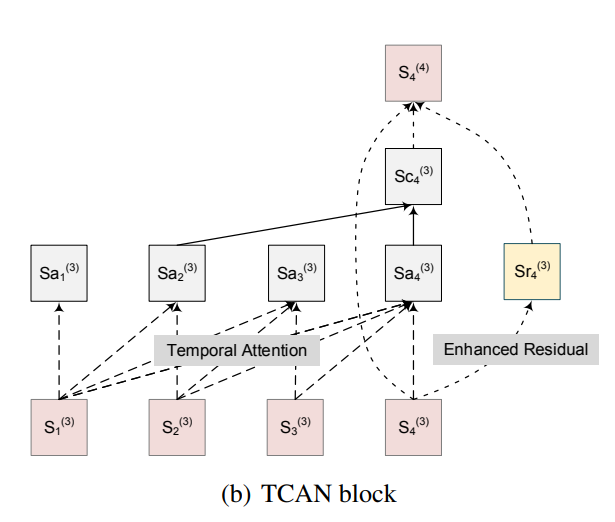 S₄⁽⁴⁾
Sc₄⁽³⁾
Sa₁⁽³⁾ Sa₂⁽³⁾ Sa₃⁽³⁾ Sa₄⁽³⁾ Sr₄⁽³⁾
Temporal Attention Enhanced Residual
S₁⁽³⁾ S₂⁽³⁾ S₃⁽³⁾ S₄⁽³⁾
(b) TCAN block